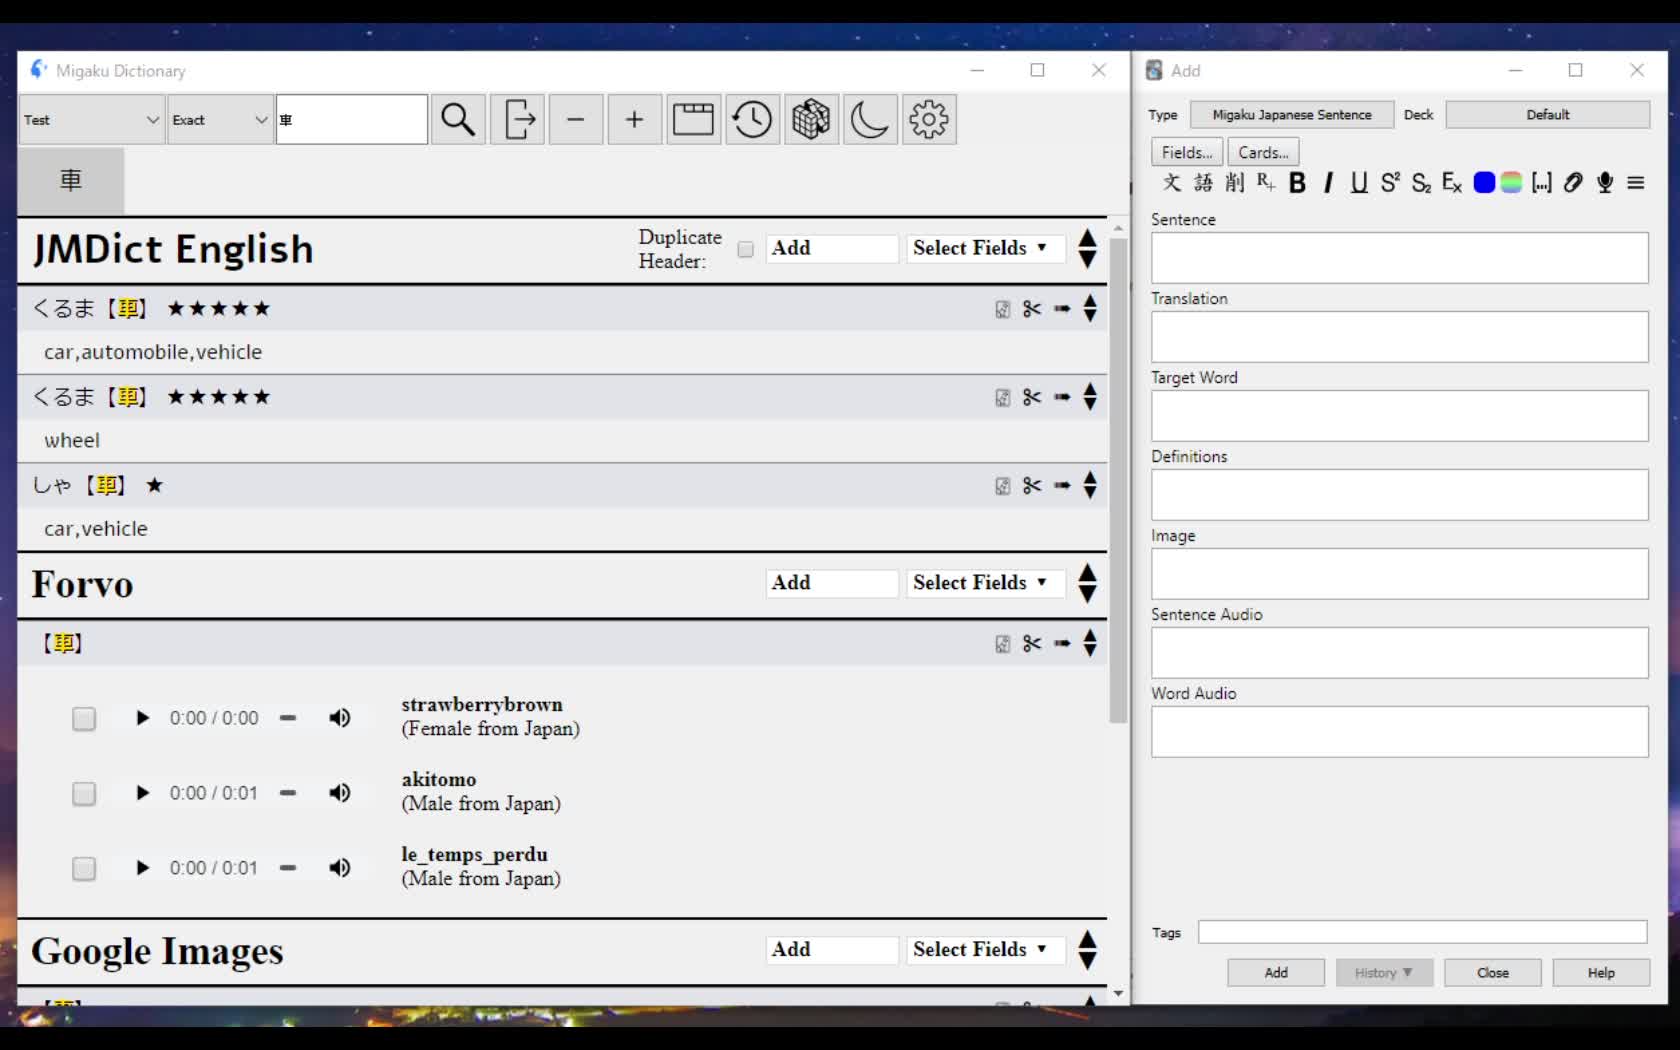 Migaku Dictionary
Test
Exact
車
車
JMDict English
Duplicate
Header:
Add
Select Fields ▼
くるま【車】 ★★★★★
car,automobile,vehicle
くるま【車】 ★★★★★
wheel
しゃ【車】 ★
car,vehicle
Forvo
Add
Select Fields ▼
【車】
0:00 / 0:00
strawberrybrown
(Female from Japan)
0:00 / 0:01
akitomo
(Male from Japan)
0:00 / 0:01
le_temps_perdu
(Male from Japan)
Google Images
Add
Select Fields ▼
Add
Type
Migaku Japanese Sentence
Deck
Default
Fields...
Cards...
文 語 削 R+ B I U S² S₂ Ex [...]
Sentence
Translation
Target Word
Definitions
Image
Sentence Audio
Word Audio
Tags
Add
History ▼
Close
Help